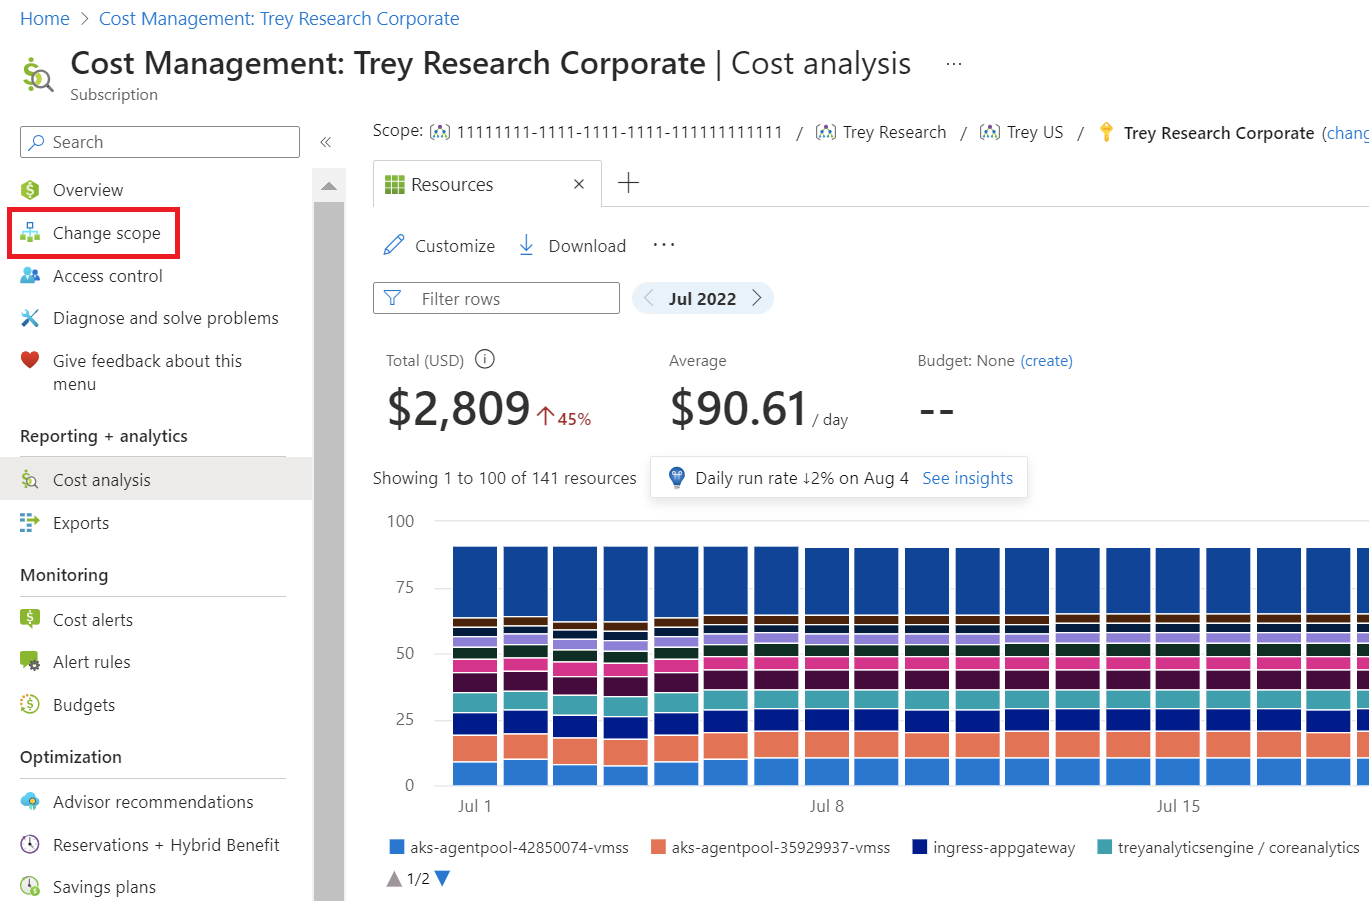 Home > Cost Management: Trey Research Corporate
Cost Management: Trey Research Corporate | Cost analysis ...
Subscription
Search «
Overview
Change scope
Access control
Diagnose and solve problems
Give feedback about this
menu
Reporting + analytics
Cost analysis
Exports
Monitoring
Cost alerts
Alert rules
Budgets
Optimization
Advisor recommendations
Reservations + Hybrid Benefit
Savings plans
Scope: 11111111-1111-1111-1111-111111111111 / Trey Research / Trey US / Trey Research Corporate (chang
Resources × +
Customize Download ...
Filter rows < Jul 2022 >
Total (USD) Average Budget: None (create)
$2,809 ↑45% $90.61 / day --
Showing 1 to 100 of 141 resources Daily run rate ↓2% on Aug 4 See insights
100
75
50
25
0
Jul 1 Jul 8 Jul 15
aks-agentpool-42850074-vmss aks-agentpool-35929937-vmss ingress-appgateway treyanalyticsengine / coreanalytics
▲ 1/2 ▼